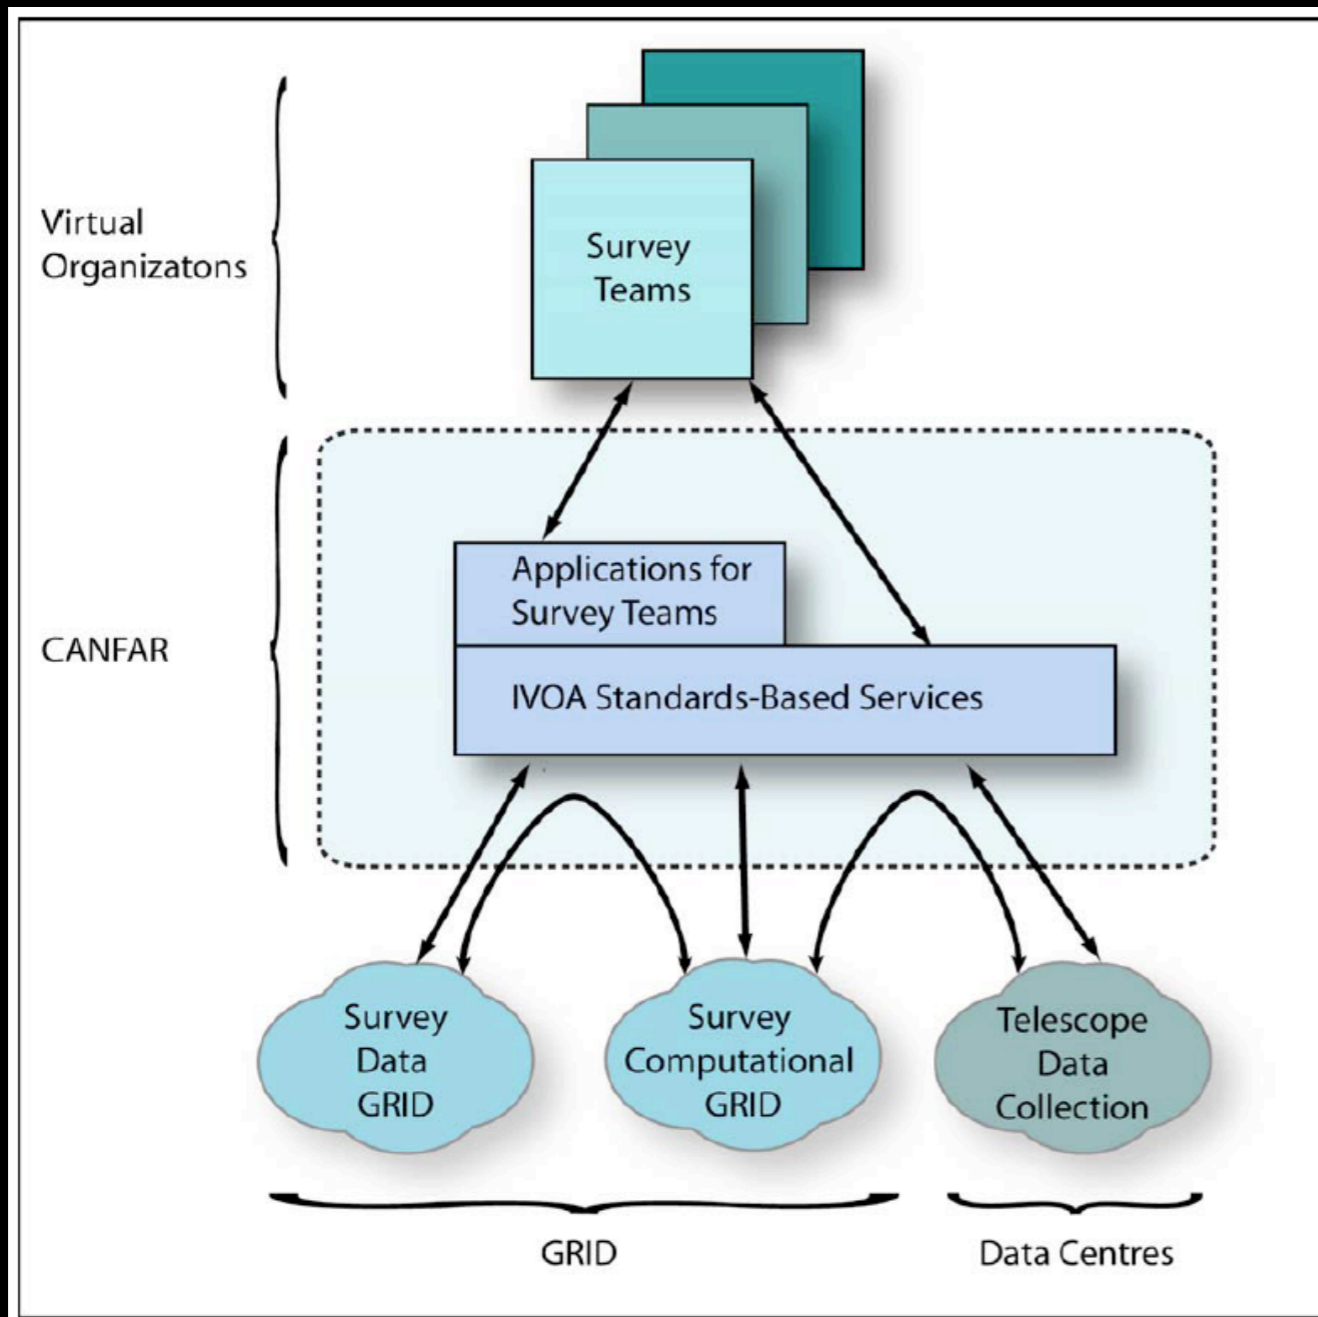 Virtual
Organizatons
Survey
Teams
CANFAR
Applications for
Survey Teams
IVOA Standards-Based Services
Survey
Data
GRID
Survey
Computational
GRID
Telescope
Data
Collection
GRID
Data Centres